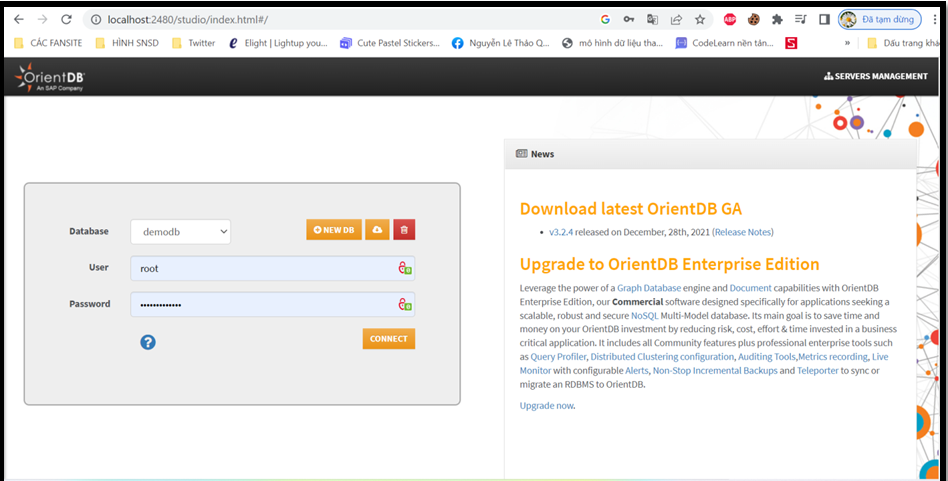 localhost:2480/studio/index.html#/
ABP
Đã tạm dừng
CÁC FANSITE
HÌNH SNSD
Twitter
Elight | Lightup you...
Cute Pastel Stickers...
Nguyễn Lê Thảo Q...
mô hình dữ liệu tha...
CodeLearn nền tản...
S
»
Dấu trang khá
OrientDB
An SAP Company
SERVERS MANAGEMENT
News
Database
demodb
NEW DB
User
root
Password
•••••••••••••
?
CONNECT
Download latest OrientDB GA
• v3.2.4 released on December, 28th, 2021 (Release Notes)
Upgrade to OrientDB Enterprise Edition
Leverage the power of a Graph Database engine and Document capabilities with OrientDB
Enterprise Edition, our Commercial software designed specifically for applications seeking a
scalable, robust and secure NoSQL Multi-Model database. Its main goal is to save time and
money on your OrientDB investment by reducing risk, cost, effort & time invested in a business
critical application. It includes all Community features plus professional enterprise tools such
as Query Profiler, Distributed Clustering configuration, Auditing Tools,Metrics recording, Live
Monitor with configurable Alerts, Non-Stop Incremental Backups and Teleporter to sync or
migrate an RDBMS to OrientDB.
Upgrade now.